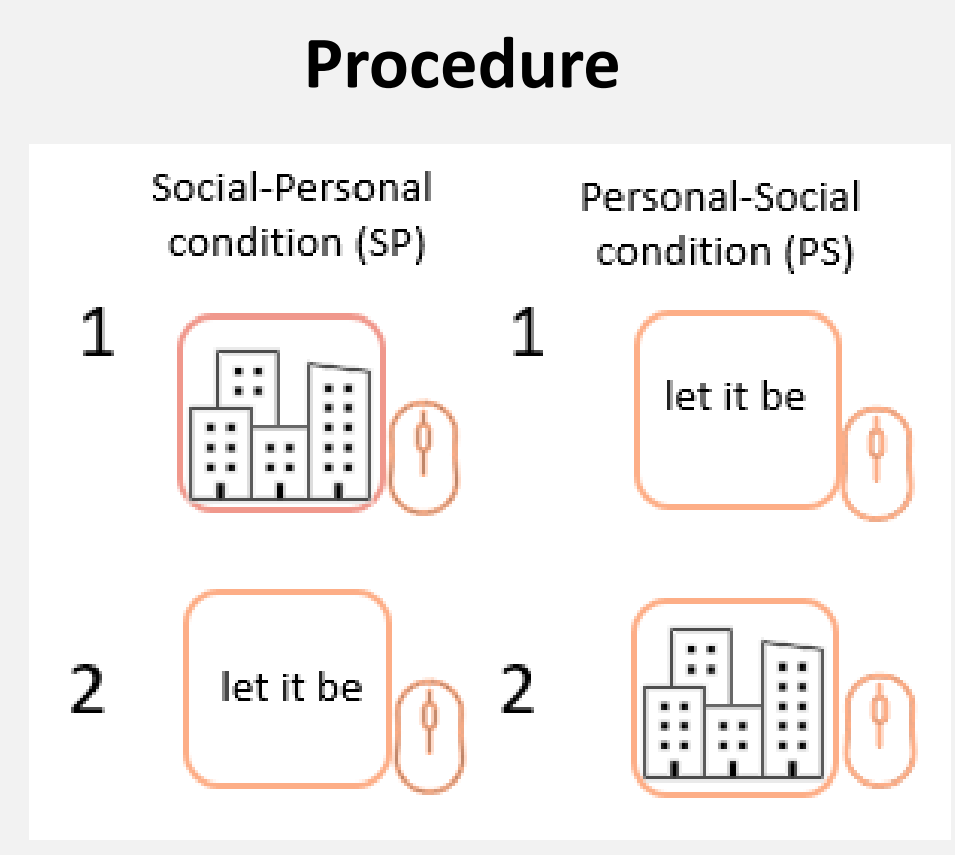 Procedure
Social-Personal
condition (SP)
1
2
let it be
Personal-Social
condition (PS)
1
let it be
2